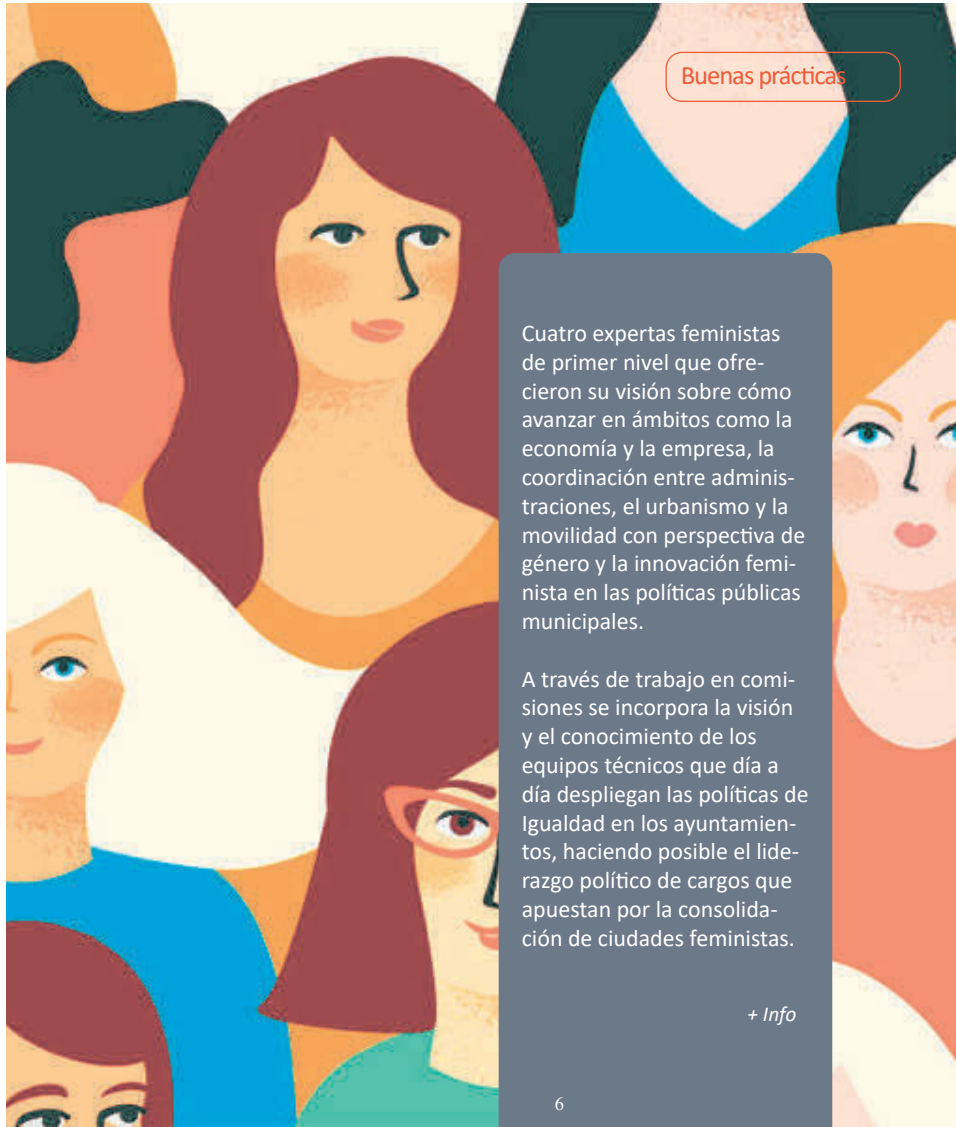 Buenas prácticas
Cuatro expertas feministas
de primer nivel que ofre-
cieron su visión sobre cómo
avanzar en ámbitos como la
economía y la empresa, la
coordinación entre adminis-
traciones, el urbanismo y la
movilidad con perspectiva de
género y la innovación femi-
nista en las políticas públicas
municipales.
A través de trabajo en comi-
siones se incorpora la visión
y el conocimiento de los
equipos técnicos que día a
día despliegan las políticas de
Igualdad en los ayuntamien-
tos, haciendo posible el lide-
razgo político de cargos que
apuestan por la consolida-
ción de ciudades feministas.
+ Info
6